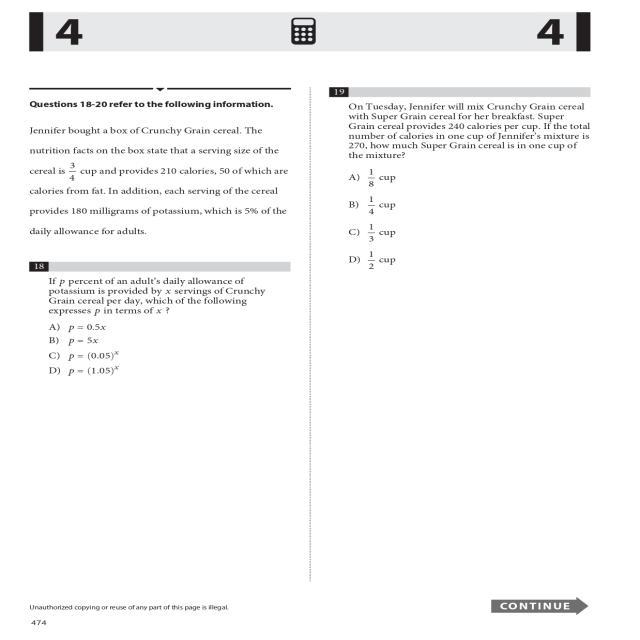 4
4
Questions 18-20 refer to the following information.
Jennifer bought a box of Crunchy Grain cereal. The
nutrition facts on the box state that a serving size of the
cereal is 3/4 cup and provides 210 calories, 50 of which are
calories from fat. In addition, each serving of the cereal
provides 180 milligrams of potassium, which is 5% of the
daily allowance for adults.
18
If p percent of an adult's daily allowance of
potassium is provided by x servings of Crunchy
Grain cereal per day, which of the following
expresses p in terms of x ?
A) p = 0.5x
B) p = 5x
C) p = (0.05)^x
D) p = (1.05)^x
19
On Tuesday, Jennifer will mix Crunchy Grain cereal
with Super Grain cereal for her breakfast. Super
Grain cereal provides 240 calories per cup. If the total
number of calories in one cup of Jennifer's mixture is
270, how much Super Grain cereal is in one cup of
the mixture?
A) 1/8 cup
B) 1/4 cup
C) 1/3 cup
D) 1/2 cup
Unauthorized copying or reuse of any part of this page is illegal.
CONTINUE
474